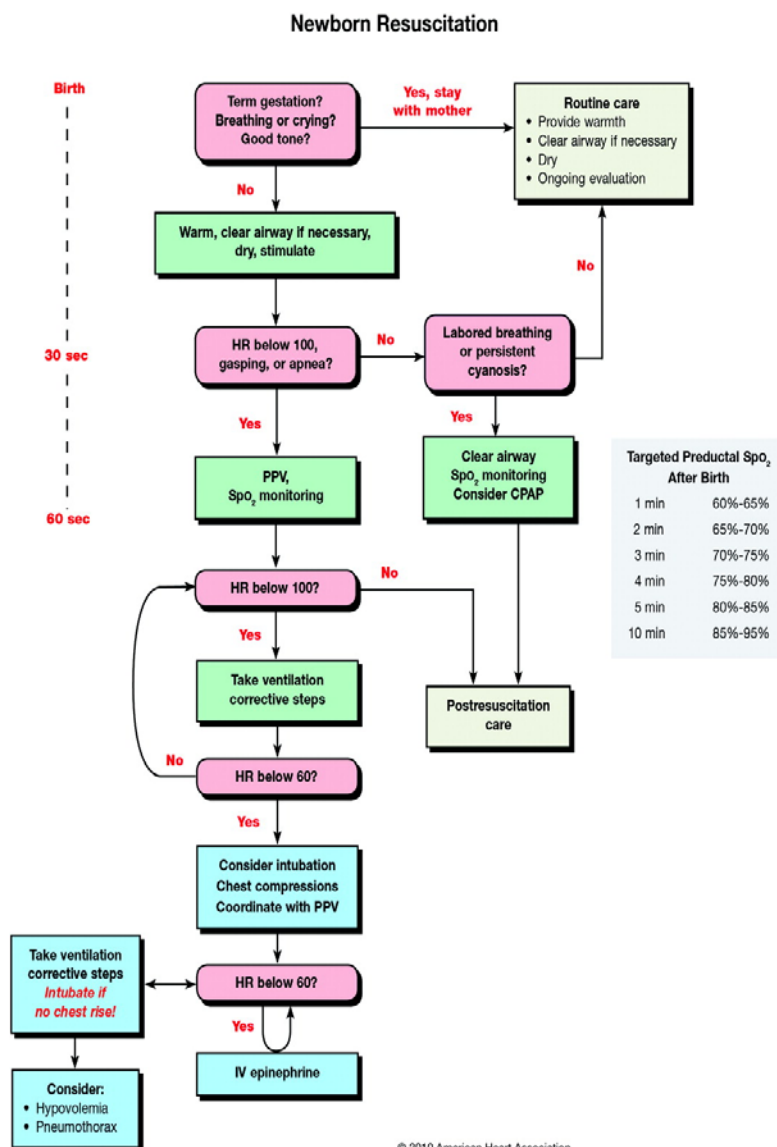 Newborn Resuscitation
Birth
Term gestation?
Breathing or crying?
Good tone?
Yes, stay
with mother
Routine care
• Provide warmth
• Clear airway if necessary
• Dry
• Ongoing evaluation
No
Warm, clear airway if necessary,
dry, stimulate
No
30 sec
HR below 100,
gasping, or apnea?
No
Labored breathing
or persistent
cyanosis?
Yes
Yes
60 sec
PPV,
SpO₂ monitoring
Clear airway
SpO₂ monitoring
Consider CPAP
Targeted Preductal SpO₂
After Birth
1 min 60%-65%
2 min 65%-70%
3 min 70%-75%
4 min 75%-80%
5 min 80%-85%
10 min 85%-95%
HR below 100?
No
Yes
Take ventilation
corrective steps
Postresuscitation
care
No
HR below 60?
Yes
Consider intubation
Chest compressions
Coordinate with PPV
Take ventilation
corrective steps
Intubate if
no chest rise!
HR below 60?
Yes
IV epinephrine
Consider:
• Hypovolemia
• Pneumothorax
© 2010 American Heart Association